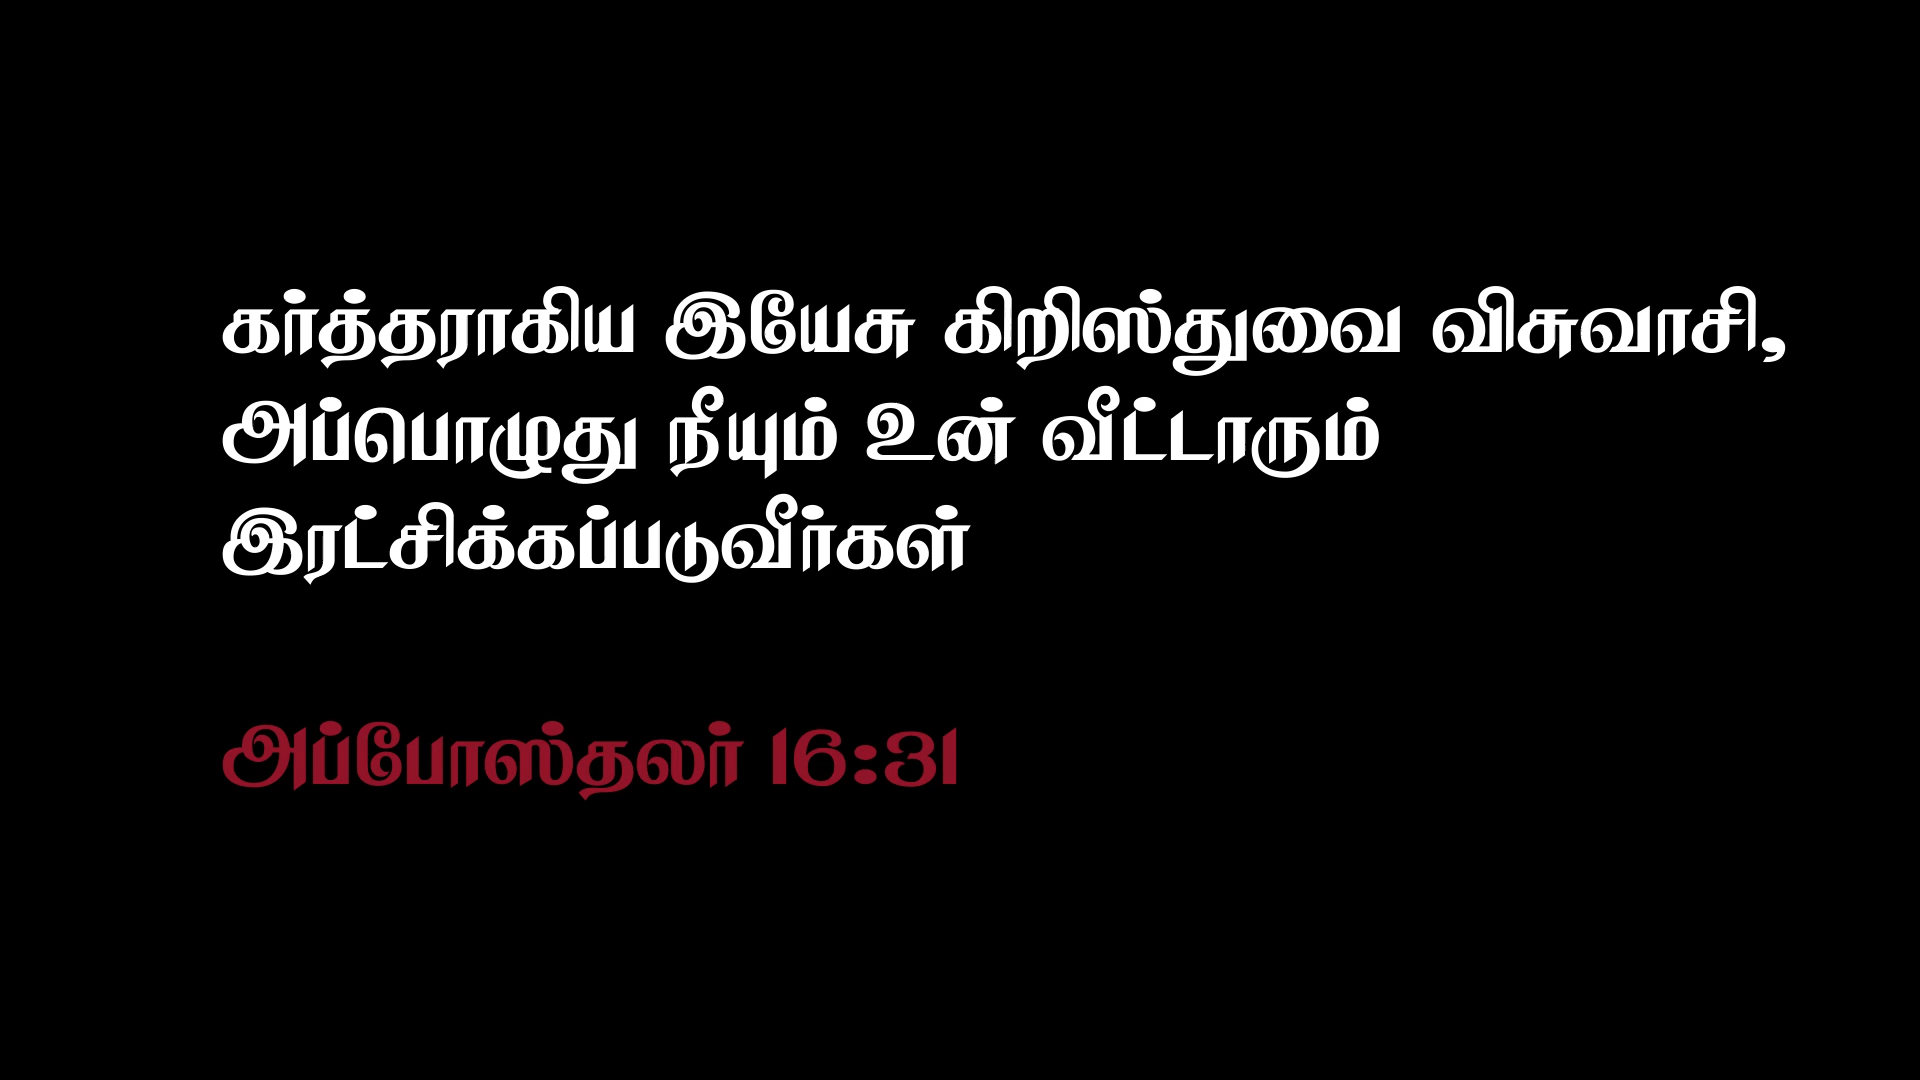 கர்த்தராகிய இயேசு கிறிஸ்துவை விசுவாசி,
அப்பொழுது நீயும் உன் வீட்டாரும்
இரட்சிக்கப்படுவீர்கள்
அப்போஸ்தலர் 16:31